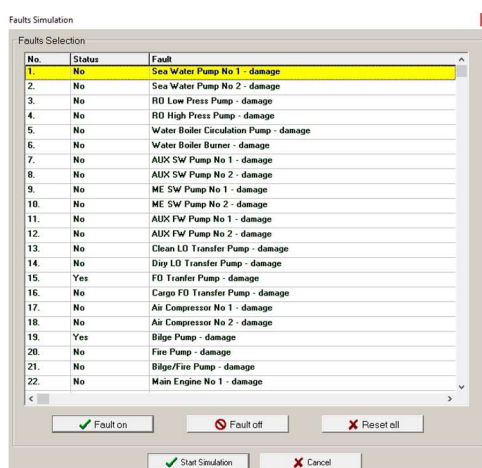 Faults Simulation
Faults Selection
No. Status Fault
1. No Sea Water Pump No 1 - damage
2. No Sea Water Pump No 2 - damage
3. No RO Low Press Pump - damage
4. No RO High Press Pump - damage
5. No Water Boiler Circulation Pump - damage
6. No Water Boiler Burner - damage
7. No AUX SW Pump No 1 - damage
8. No AUX SW Pump No 2 - damage
9. No ME SW Pump No 1 - damage
10. No ME SW Pump No 2 - damage
11. No AUX FW Pump No 1 - damage
12. No AUX FW Pump No 2 - damage
13. No Clean LO Transfer Pump - damage
14. No Diry LO Transfer Pump - damage
15. Yes FO Tranfer Pump - damage
16. No Cargo FO Transfer Pump - damage
17. No Air Compressor No 1 - damage
18. No Air Compressor No 2 - damage
19. Yes Bilge Pump - damage
20. No Fire Pump - damage
21. No Bilge/Fire Pump - damage
22. No Main Engine No 1 - damage
Fault on Fault off Reset all
Start Simulation Cancel